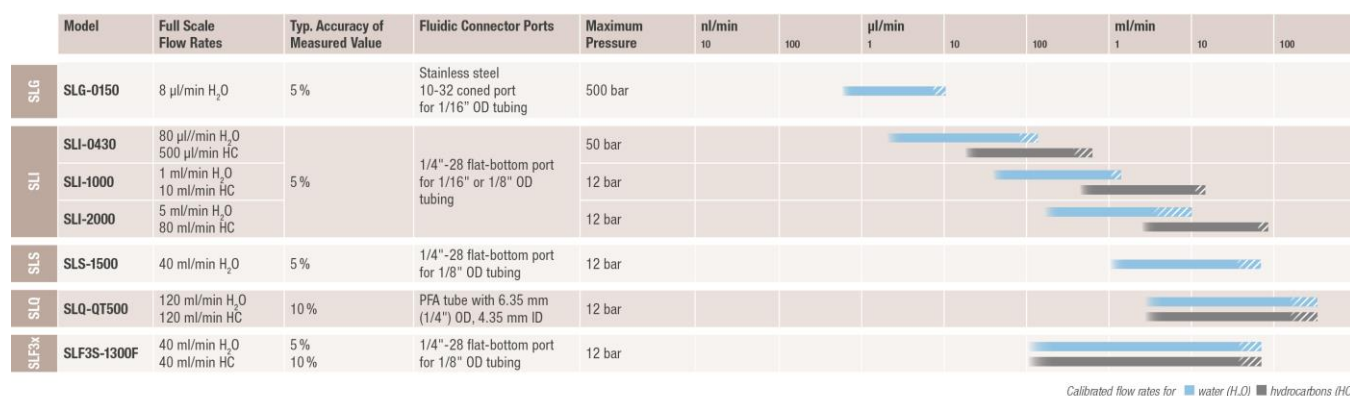 Model Full Scale Flow Rates Typ. Accuracy of Measured Value Fluidic Connector Ports Maximum Pressure nl/min µl/min ml/min
10 100 1 10 100 1 10 100
SLG
SLG-0150 8 µl/min H₂O 5 % Stainless steel
10-32 coned port
for 1/16" OD tubing 500 bar
SLI
SLI-0430 80 µl//min H₂O
500 µl/min HC 50 bar
5 % 1/4"-28 flat-bottom port
for 1/16" or 1/8" OD
tubing
SLI-1000 1 ml/min H₂O
10 ml/min HC 12 bar
SLI-2000 5 ml/min H₂O
80 ml/min HC 12 bar
SLS
SLS-1500 40 ml/min H₂O 5 % 1/4"-28 flat-bottom port
for 1/8" OD tubing 12 bar
SLQ
SLQ-QT500 120 ml/min H₂O
120 ml/min HC 10 % PFA tube with 6.35 mm
(1/4") OD, 4.35 mm ID 12 bar
SLF3x
SLF3S-1300F 40 ml/min H₂O
40 ml/min HC 5 %
10 % 1/4"-28 flat-bottom port
for 1/8" OD tubing 12 bar
Calibrated flow rates for water (H₂O) hydrocarbons (HC